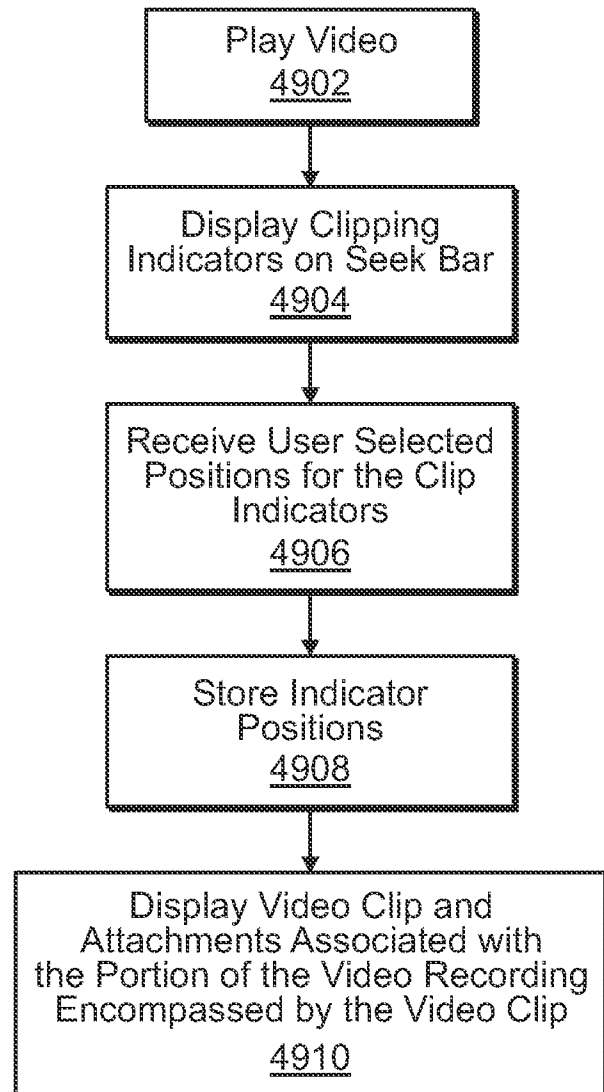 Play Video
4902
Display Clipping
Indicators on Seek Bar
4904
Receive User Selected
Positions for the Clip
Indicators
4906
Store Indicator
Positions
4908
Display Video Clip and
Attachments Associated with
the Portion of the Video Recording
Encompassed by the Video Clip
4910